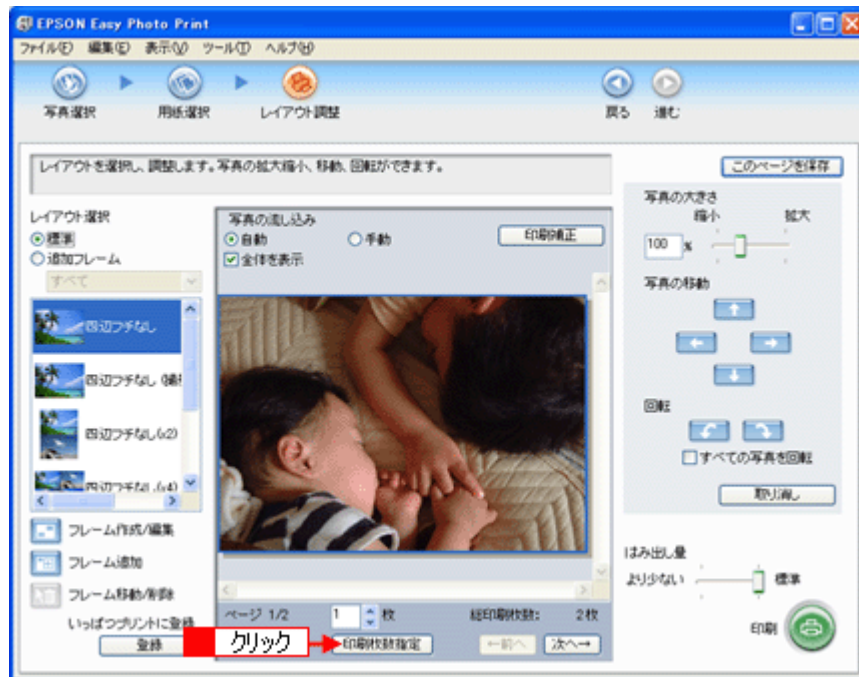 EPSON Easy Photo Print
ファイル(F) 編集(E) 表示(V) ツール(T) ヘルプ(H)
写真選択 用紙選択 レイアウト調整 戻る 進む
レイアウトを選択し、調整します。写真の拡大縮小、移動、回転ができます。
このページを保存
レイアウト選択
標準
追加フレーム
すべて
四辺フチなし
四辺フチなし
四辺フチなし(x2)
四辺フチなし(x4)
フレーム作成/編集
フレーム追加
フレーム移動/削除
いっぱつプリントに登録
登録
写真の流し込み
自動 手動
印刷補正
全体を表示
ページ 1/2 1 枚 総印刷枚数: 2枚
クリック
印刷枚数指定 ←前へ 次へ→
写真の大きさ
縮小 拡大
100 %
写真の移動
回転
すべての写真を回転
取り消し
はみ出し量
より少ない 標準
印刷